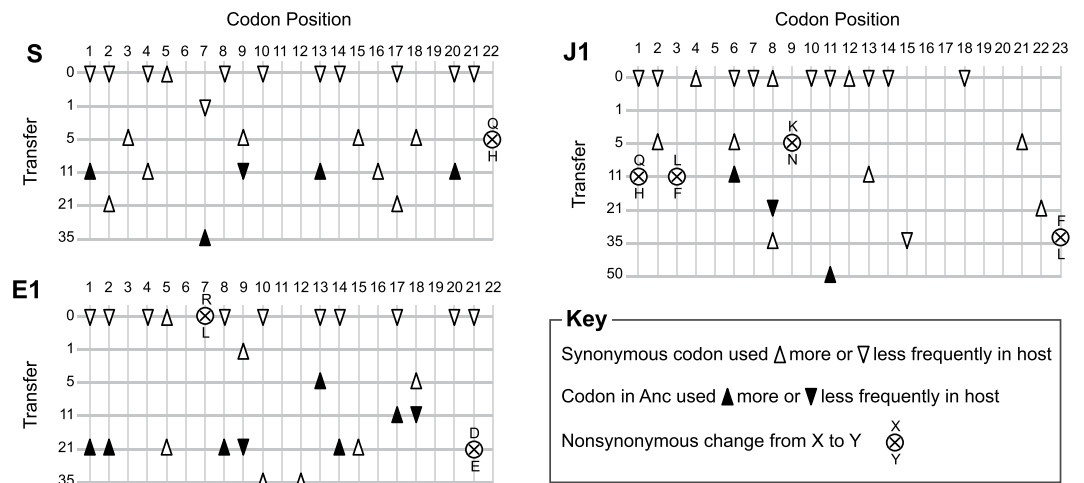 Codon Position
S
1 2 3 4 5 6 7 8 9 10 11 12 13 14 15 16 17 18 19 20 21 22
0
1
Q
5
H
11
21
35
Transfer
E1
1 2 3 4 5 6 7 8 9 10 11 12 13 14 15 16 17 18 19 20 21 22
R
0
L
1
5
11
D
21
E
35
Transfer
Codon Position
J1
1 2 3 4 5 6 7 8 9 10 11 12 13 14 15 16 17 18 19 20 21 22 23
0
1
K
5
N
Q L
11
H F
21
F
35
L
50
Transfer
Key
Synonymous codon used more or less frequently in host
Codon in Anc used more or less frequently in host
Nonsynonymous change from X to Y
X
Y